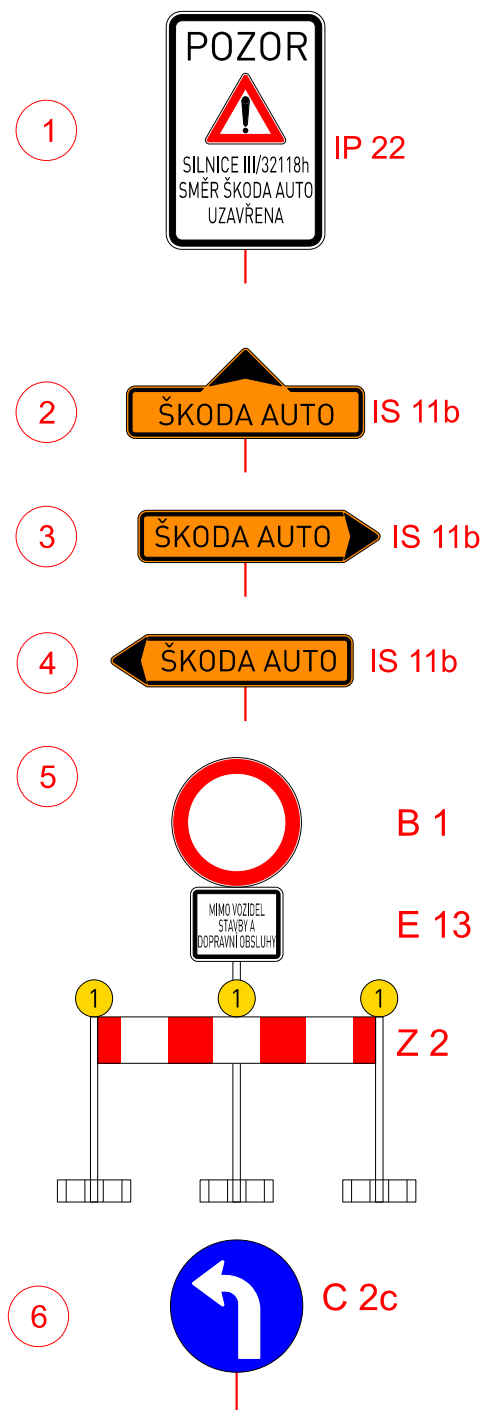 1
POZOR
SILNICE III/32118h
SMĚR ŠKODA AUTO
UZAVŘENA
IP 22
2
ŠKODA AUTO
IS 11b
3
ŠKODA AUTO
IS 11b
4
ŠKODA AUTO
IS 11b
5
B 1
MIMO VOZIDEL
STAVBY A
DOPRAVNÍ OBSLUHY
E 13
1 1 1
Z 2
6
C 2c